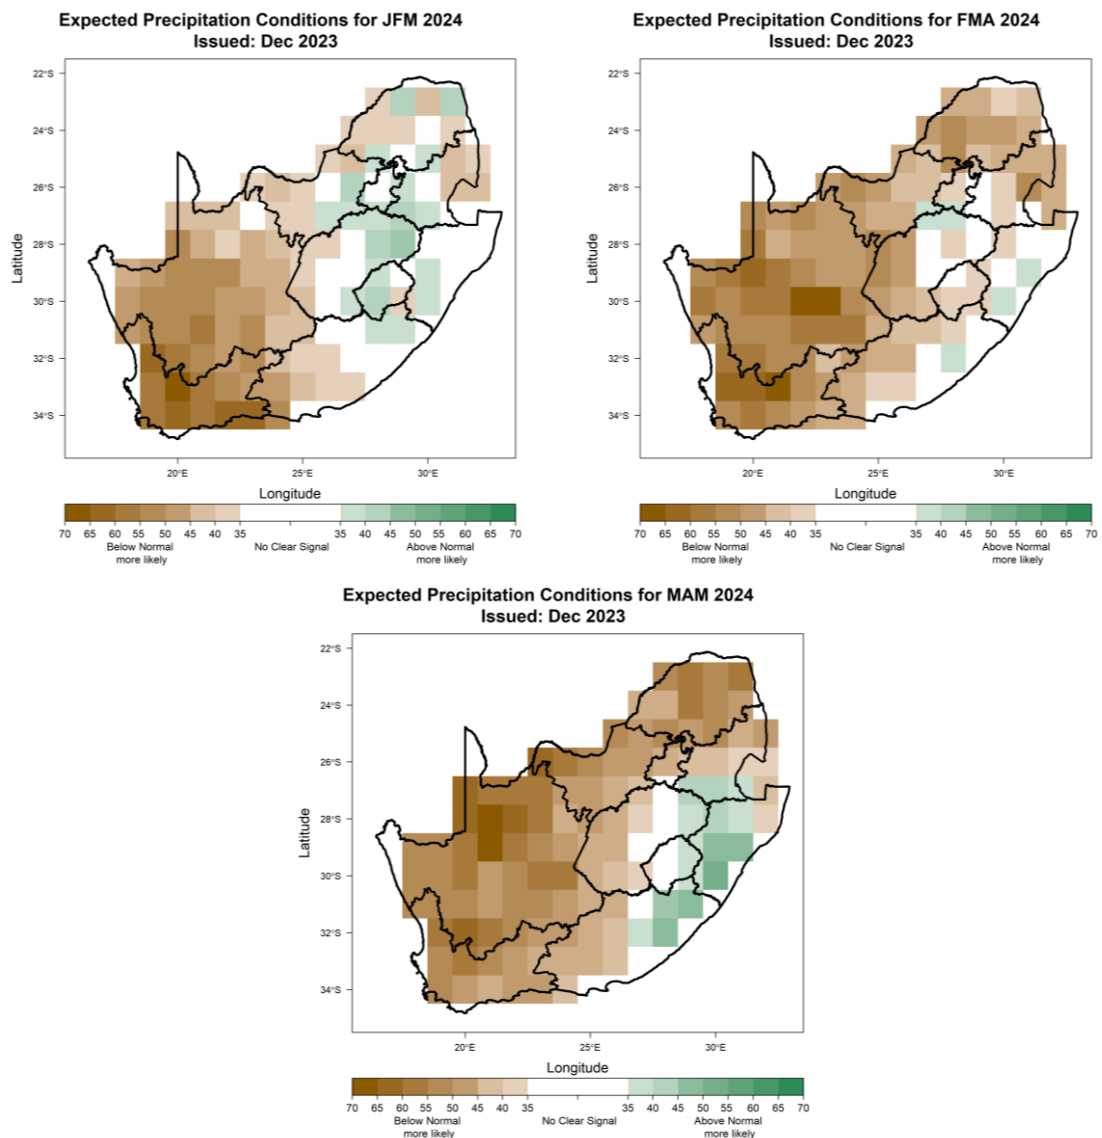 Expected Precipitation Conditions for JFM 2024
Issued: Dec 2023
22°S
24°S
26°S
28°S
30°S
32°S
34°S
Latitude
20°E 25°E 30°E
Longitude
70 65 60 55 50 45 40 35 35 40 45 50 55 60 65 70
Below Normal No Clear Signal Above Normal
more likely more likely
Expected Precipitation Conditions for FMA 2024
Issued: Dec 2023
22°S
24°S
26°S
28°S
30°S
32°S
34°S
Latitude
20°E 25°E 30°E
Longitude
70 65 60 55 50 45 40 35 35 40 45 50 55 60 65 70
Below Normal No Clear Signal Above Normal
more likely more likely
Expected Precipitation Conditions for MAM 2024
Issued: Dec 2023
22°S
24°S
26°S
28°S
30°S
32°S
34°S
Latitude
20°E 25°E 30°E
Longitude
70 65 60 55 50 45 40 35 35 40 45 50 55 60 65 70
Below Normal No Clear Signal Above Normal
more likely more likely